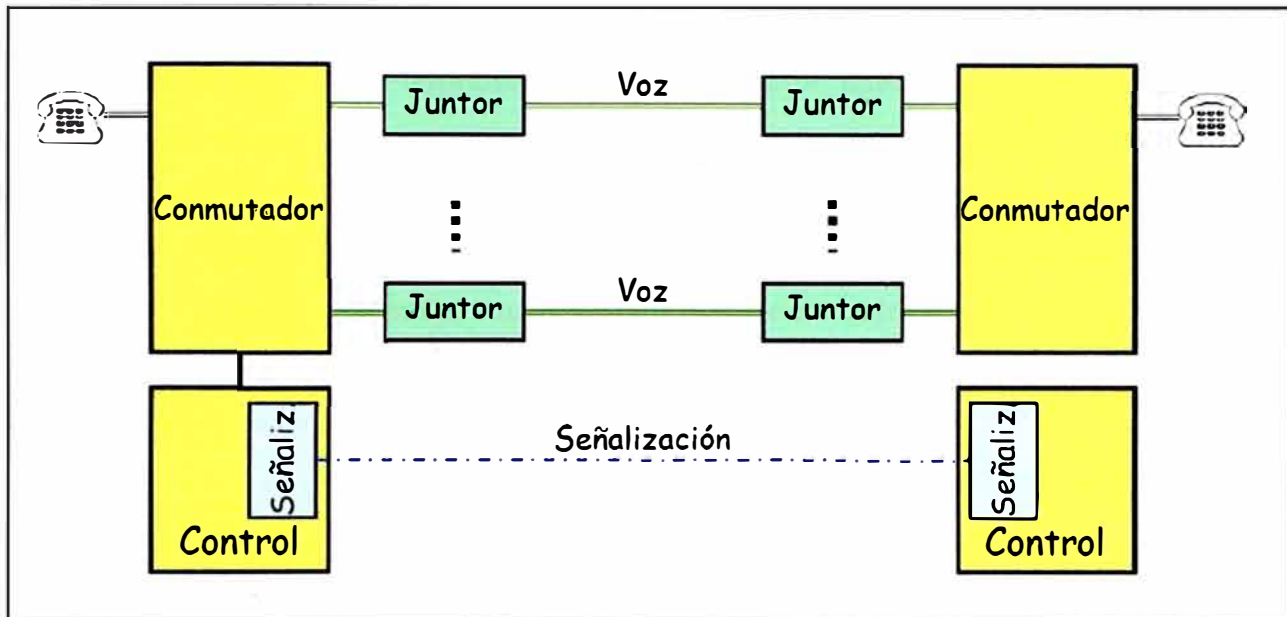 Voz
Juntor
Juntor
Conmutador
Conmutador
Voz
Juntor
Juntor
Señaliz
Señalización
Señaliz
Control
Control